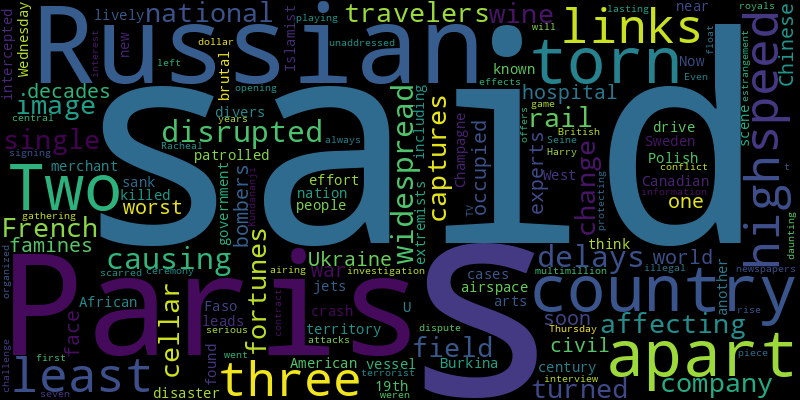 Wednesday lively national travelers wine links near royals
intercepted Russian interest new Islamist playing lasting unaddressed will Now float Chinese
dollar left brutal opening known torn Even estrangement
decades said effects hospital scene highspeed
image divers captures game rail drive
central years Widespread including Champagne offers experts British Sweden
single disrupted always occupied Seine change Polish
signing Racheal patrolled Harry conflict
merchant hundananji effort TV West Canadian one t
Two sank government bombers nation information
worst killed people extremists protecting think daunting
French gathering
famines causing fortunes Ukraine S delays world
organized Paris scarred ceremony war airing investigation cases multimillion illegal another newspapers
African Faso jets airspace country rise
face cellar leads contract crash U arts soon
serious territory dispute Thursday affecting
challenge first found went attacks field civil apart piece
least three American vessel Burkina century
seven disaster terrorist 19th weren interview turned company